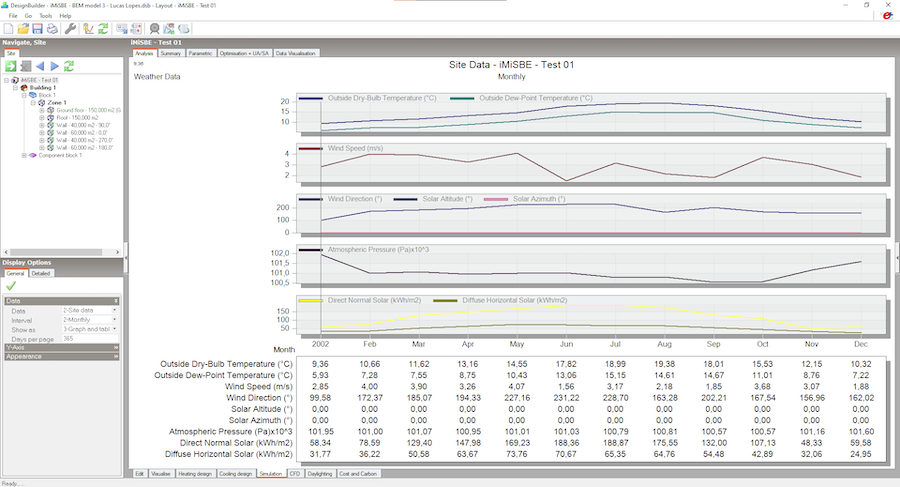 DesignBuilder - iMiSBE - BEM model 3 - Lucas Lopes.dsb - Layout - iMiSBE - Test 01
File Edit Go Tools Help
Navigate, Site
iMiSBE - Test 01
Site
Analysis Summary Parametric Optimisation + UA/SA Data Visualisation
iMiSBE - Test 01
Building 1
Block 1
Zone 1
Ground floor - 150,000 m2 (G
Roof - 150,000 m2
Wall - 40,000 m2 - 90,0°
Wall - 60,000 m2 - 0,0°
Wall - 40,000 m2 - 270,0°
Wall - 60,000 m2 - 180,0°
Component block 1
Display Options
General Detailed
Data
Data 2-Site data
Interval 2-Monthly
Show as 3-Graph and tabl
Days per page 365
Y-Axis
Appearance
9:36
Site Data - iMiSBE - Test 01
Weather Data Monthly
Outside Dry-Bulb Temperature (°C) Outside Dew-Point Temperature (°C)
20
15
10
Wind Speed (m/s)
4
3
2
Wind Direction (°) Solar Altitude (°) Solar Azimuth (°)
200
100
0
Atmospheric Pressure (Pa)x10^3
102,0
101,5
101,0
100,5
Direct Normal Solar (kWh/m2) Diffuse Horizontal Solar (kWh/m2)
150
100
50
2002 Feb Mar Apr May Jun Jul Aug Sep Oct Nov Dec
Month
Outside Dry-Bulb Temperature (°C) 9,36 10,66 11,62 13,16 14,55 17,82 18,99 19,38 18,01 15,53 12,15 10,32
Outside Dew-Point Temperature (°C) 5,93 7,28 7,55 8,75 10,43 13,06 15,15 14,61 14,67 11,01 8,76 7,22
Wind Speed (m/s) 2,85 4,00 3,90 3,26 4,07 1,56 3,17 2,18 1,85 3,68 3,07 1,88
Wind Direction (°) 99,58 172,37 185,07 194,33 227,16 231,22 228,70 163,28 202,21 167,54 156,96 162,02
Solar Altitude (°) 0,00 0,00 0,00 0,00 0,00 0,00 0,00 0,00 0,00 0,00 0,00 0,00
Solar Azimuth (°) 0,00 0,00 0,00 0,00 0,00 0,00 0,00 0,00 0,00 0,00 0,00 0,00
Atmospheric Pressure (Pa)x10^3 101,95 101,00 101,07 100,95 101,01 101,03 100,79 100,81 100,57 100,57 101,16 101,60
Direct Normal Solar (kWh/m2) 58,34 78,59 129,40 147,98 169,23 188,36 188,87 175,55 132,00 107,13 48,33 59,58
Diffuse Horizontal Solar (kWh/m2) 31,77 36,22 50,58 63,67 73,76 70,67 65,35 64,76 54,48 42,89 32,06 24,95
Edit Visualise Heating design Cooling design Simulation CFD Daylighting Cost and Carbon
Ready....